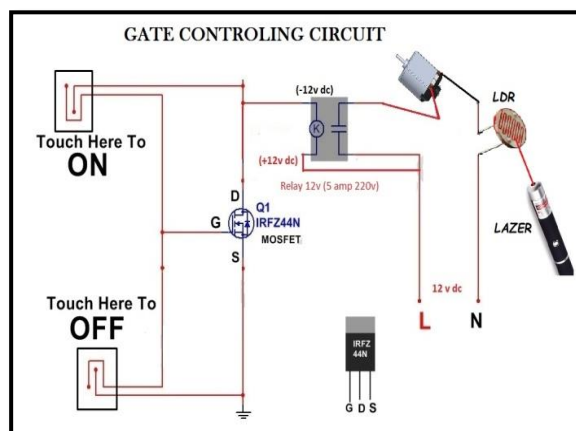 GATE CONTROLING CIRCUIT
(-12v dc)
LDR
Touch Here To
ON
K
(+12v dc)
Relay 12v (5 amp 220v)
D
Q1
G
IRFZ44N
MOSFET
S
LAZER
Touch Here To
OFF
12 v dc
L
N
IRFZ
44N
G D S